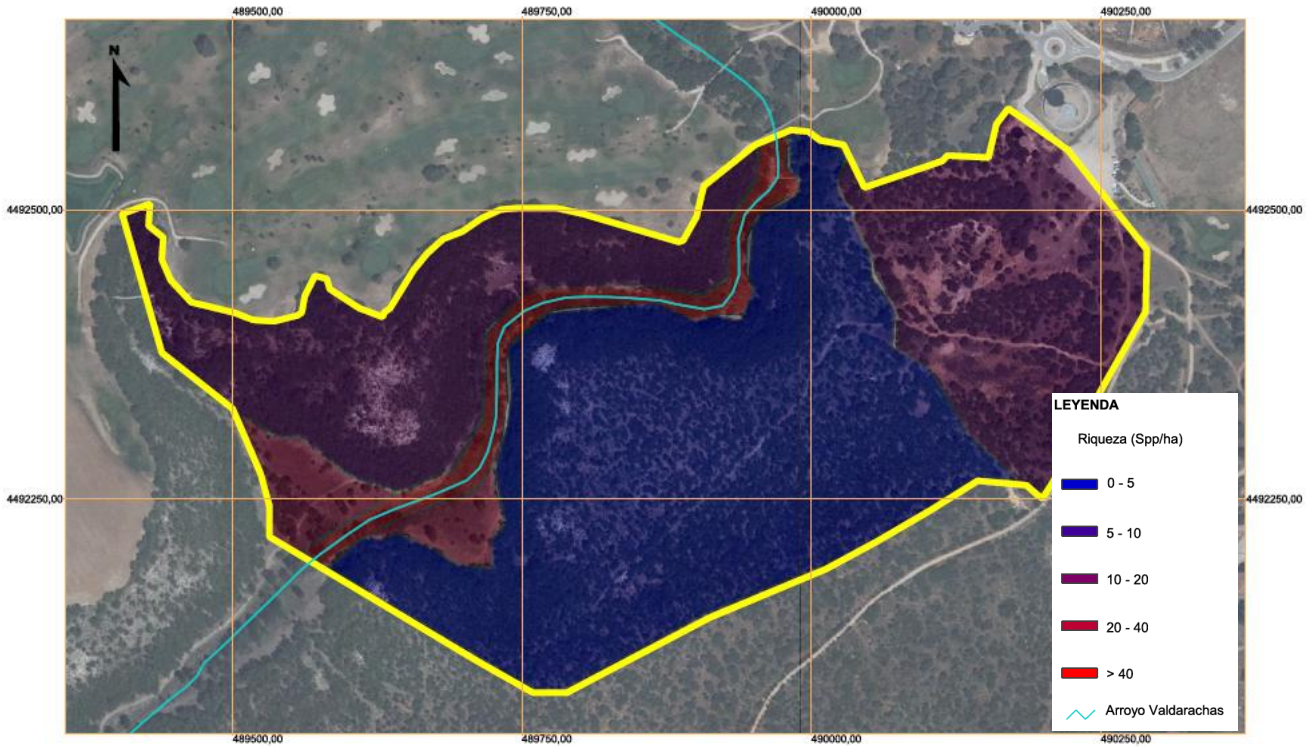 489500,00 489750,00 490000,00 490250,00
N
4492500,00 4492500,00
LEYENDA
Riqueza (Spp/ha)
0 - 5
4492250,00 4492250,00
5 - 10
10 - 20
20 - 40
> 40
Arroyo Valdarachas
489500,00 489750,00 490000,00 490250,00